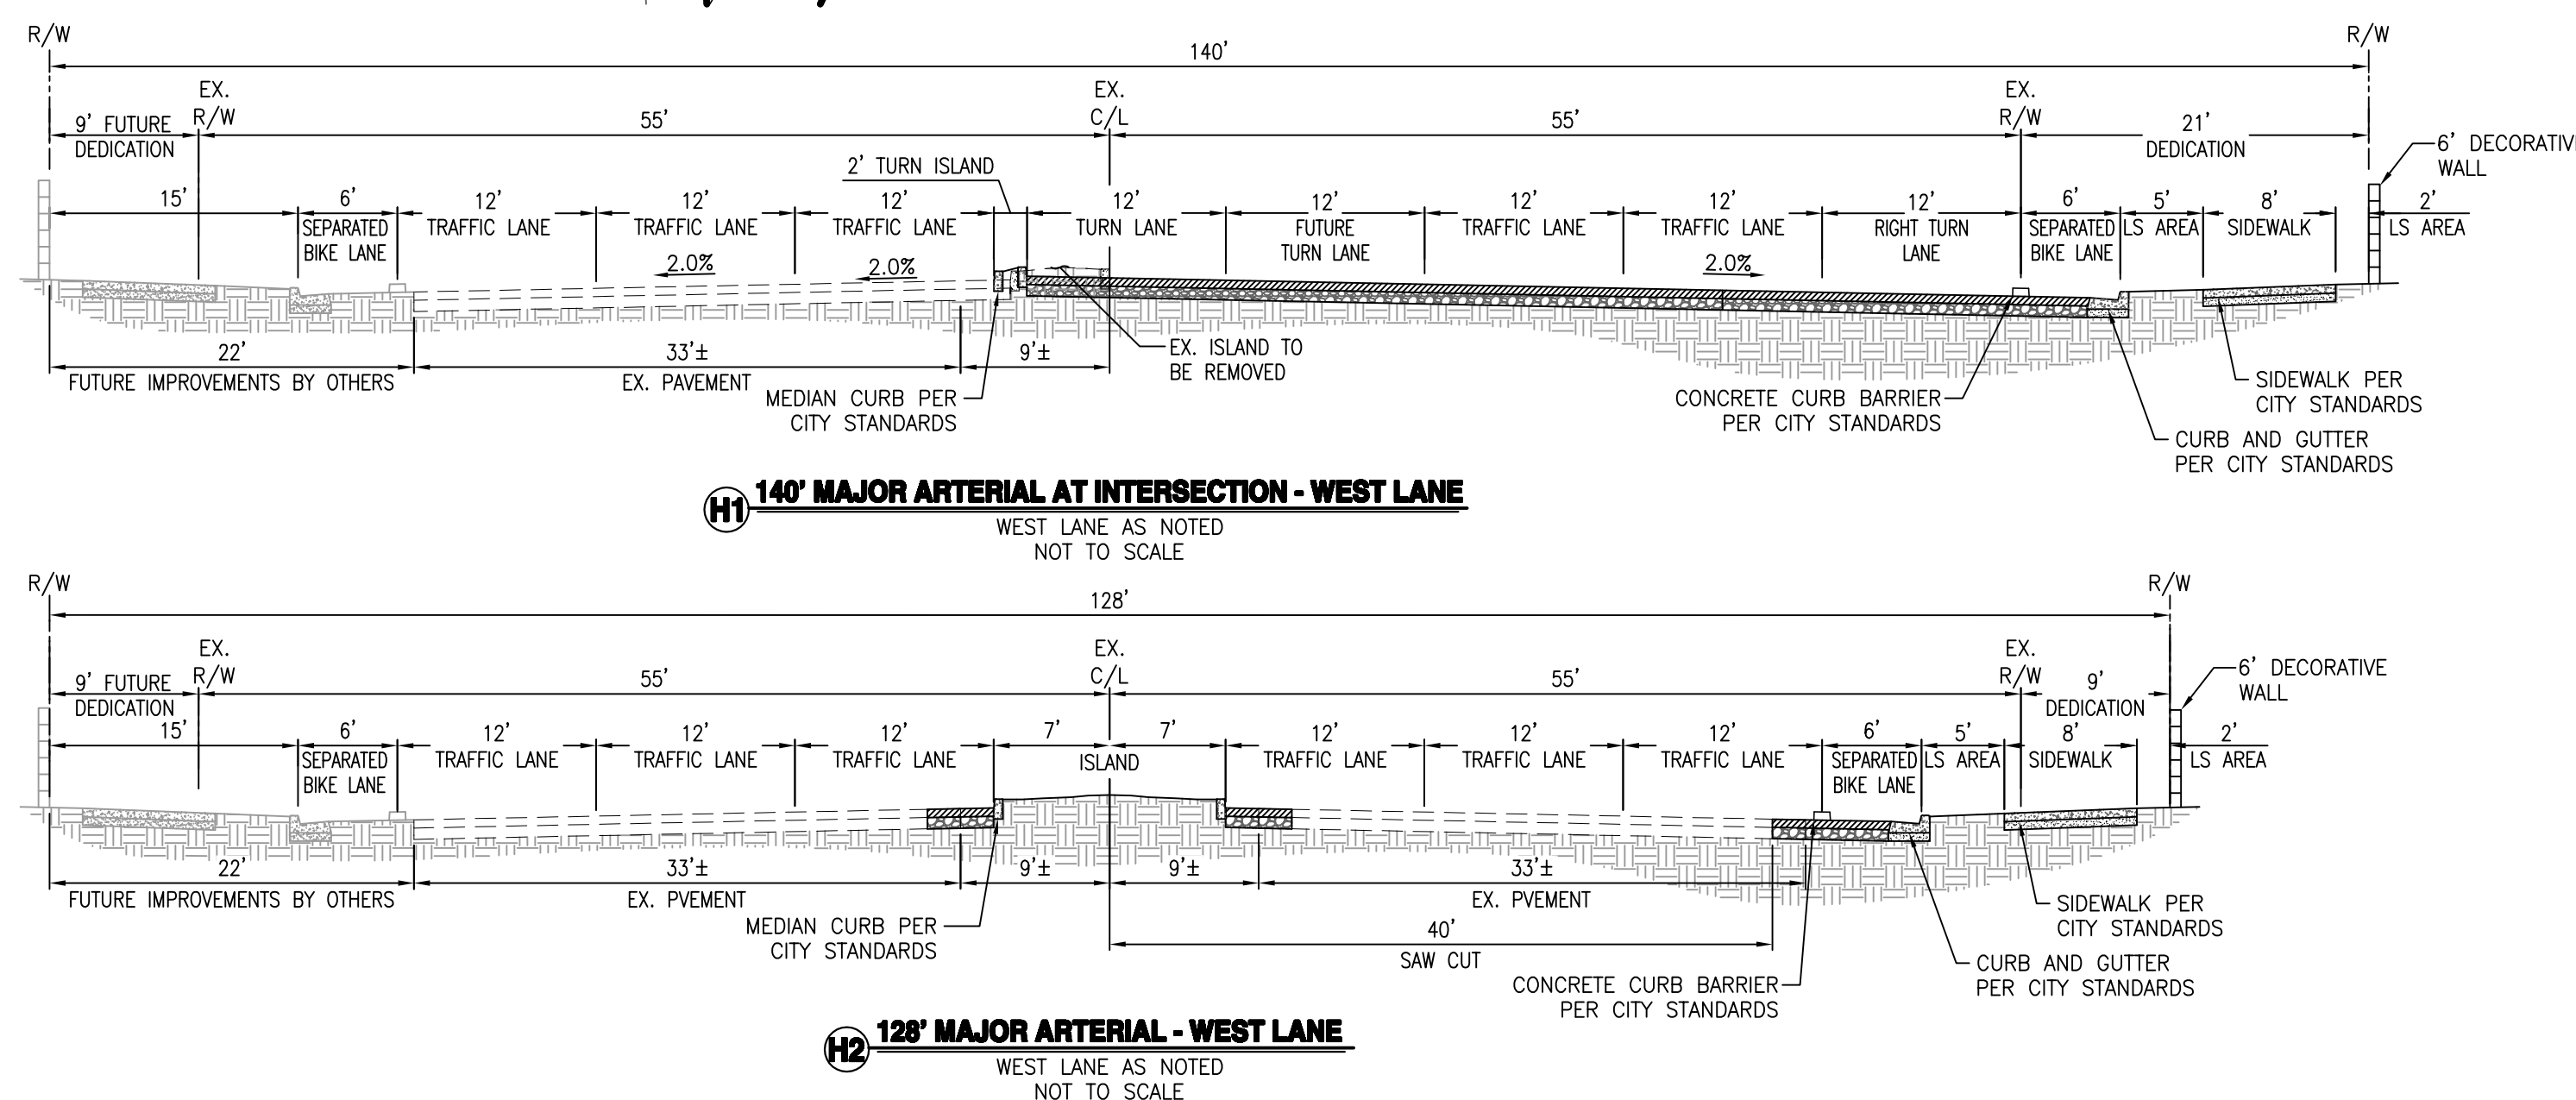 R/W
R/W
140'
EX.
R/W
EX.
C/L
EX.
R/W
9' FUTURE
DEDICATION
55'
55'
21'
DEDICATION
6' DECORATIVE
WALL
2' TURN ISLAND
15'
6'
SEPARATED
BIKE LANE
12'
TRAFFIC LANE
12'
TRAFFIC LANE
12'
TRAFFIC LANE
12'
TURN LANE
12'
FUTURE
TURN LANE
12'
TRAFFIC LANE
12'
TRAFFIC LANE
12'
RIGHT TURN
LANE
6'
SEPARATED
BIKE LANE
5'
LS AREA
8'
SIDEWALK
2'
LS AREA
2.0%
2.0%
2.0%
22'
FUTURE IMPROVEMENTS BY OTHERS
33'±
EX. PAVEMENT
9'±
EX. ISLAND TO
BE REMOVED
MEDIAN CURB PER
CITY STANDARDS
CONCRETE CURB BARRIER
PER CITY STANDARDS
SIDEWALK PER
CITY STANDARDS
CURB AND GUTTER
PER CITY STANDARDS
H1 140' MAJOR ARTERIAL AT INTERSECTION - WEST LANE
WEST LANE AS NOTED
NOT TO SCALE
R/W
R/W
128'
EX.
R/W
EX.
C/L
EX.
R/W
9' FUTURE
DEDICATION
55'
55'
9'
DEDICATION
6' DECORATIVE
WALL
15'
6'
SEPARATED
BIKE LANE
12'
TRAFFIC LANE
12'
TRAFFIC LANE
12'
TRAFFIC LANE
7'
7'
ISLAND
12'
TRAFFIC LANE
12'
TRAFFIC LANE
12'
TRAFFIC LANE
6'
SEPARATED
BIKE LANE
5'
LS AREA
8'
SIDEWALK
2'
LS AREA
22'
FUTURE IMPROVEMENTS BY OTHERS
33'±
EX. PVEMENT
9'±
9'±
33'±
EX. PVEMENT
MEDIAN CURB PER
CITY STANDARDS
40'
SAW CUT
CONCRETE CURB BARRIER
PER CITY STANDARDS
SIDEWALK PER
CITY STANDARDS
CURB AND GUTTER
PER CITY STANDARDS
H2 128' MAJOR ARTERIAL - WEST LANE
WEST LANE AS NOTED
NOT TO SCALE